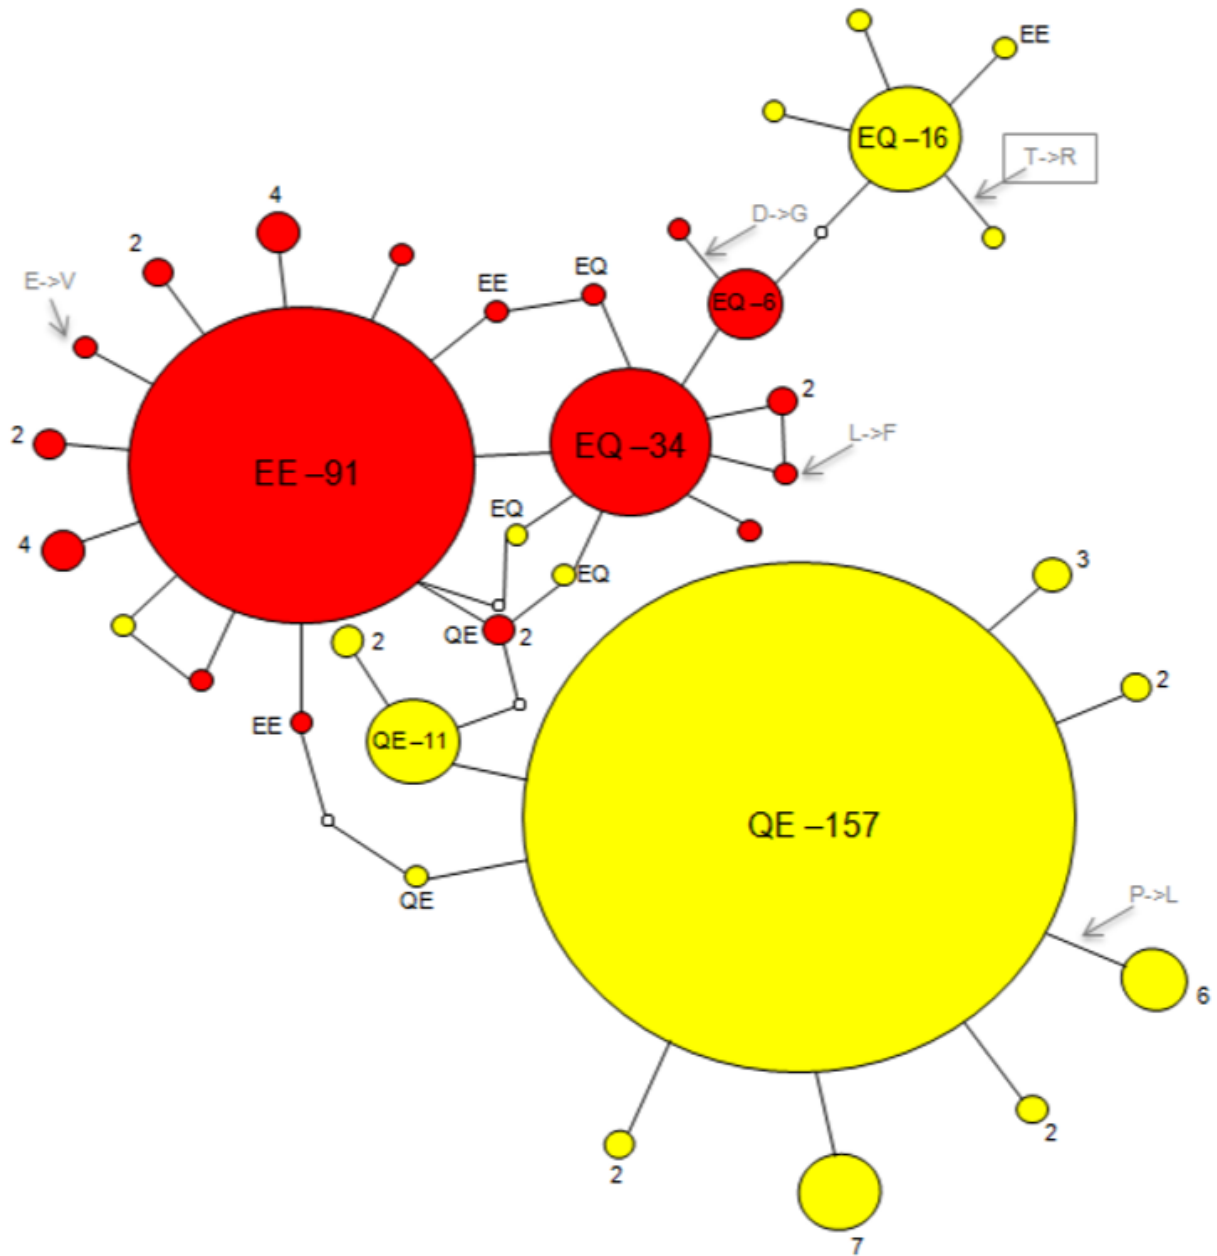 EE
EQ –16
T->R
4
D->G
2
EQ
E->V
EE
EQ –6
2
2
L->F
EQ –34
EE –91
EQ
4
3
EQ
QE
2
2
2
EE
QE –11
QE –157
QE
P->L
6
2
2
7